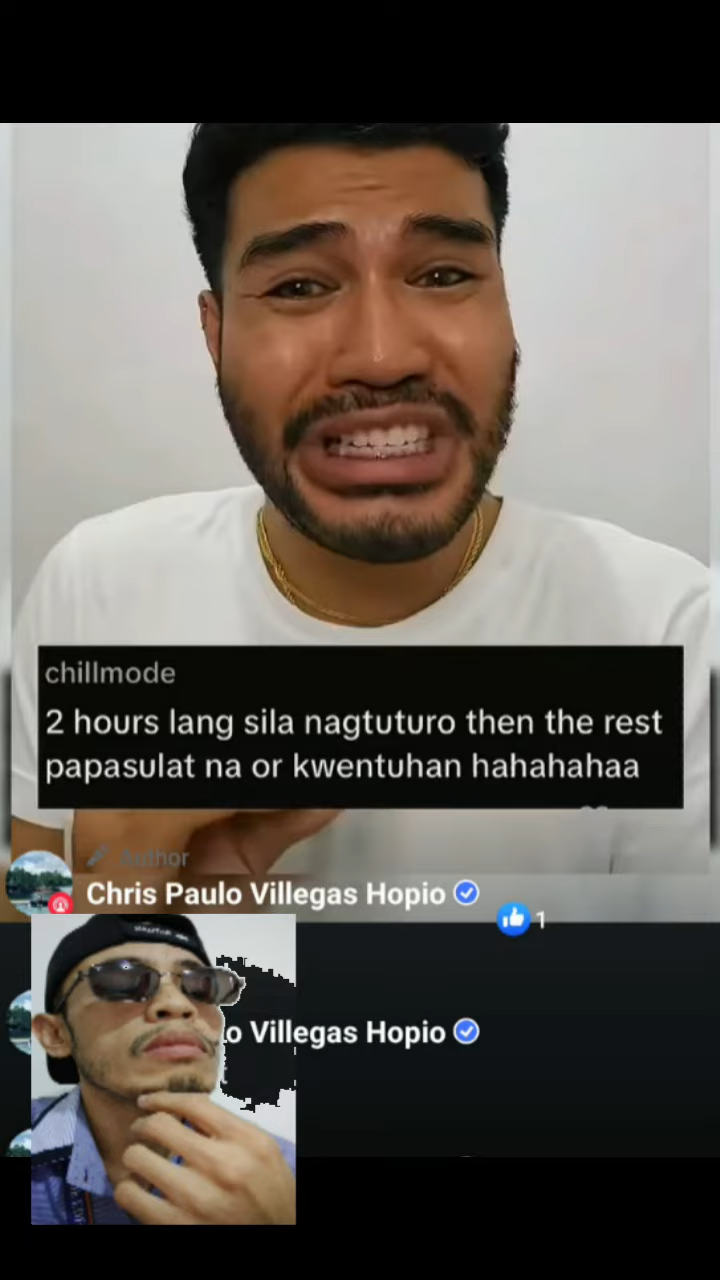 chillmode
2 hours lang sila nagtuturo then the rest
papasulat na or kwentuhan hahahahaa
Author
Chris Paulo Villegas Hopio
1
lo Villegas Hopio